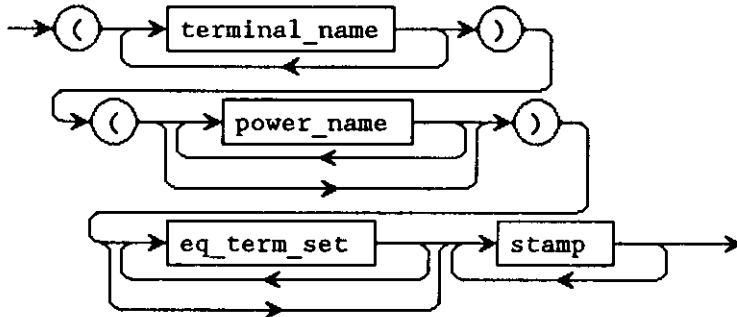 ( terminal_name )
( power_name )
eq_term_set stamp